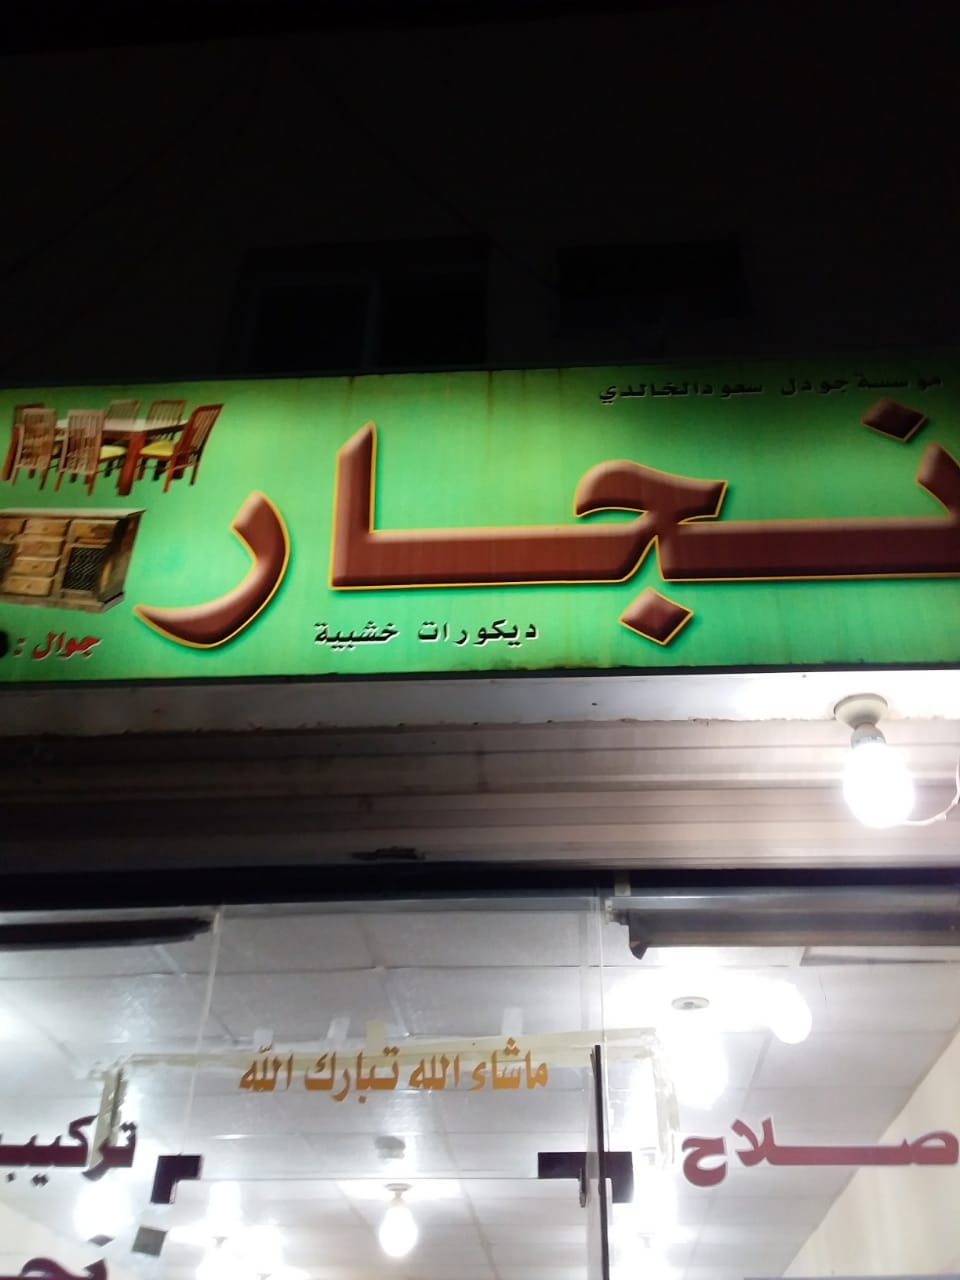 مؤسسة جودل سعود الخالدي
نجار
ديكورات خشبية
جوال :
ماشاء الله تبارك الله
صلاح
تركيب